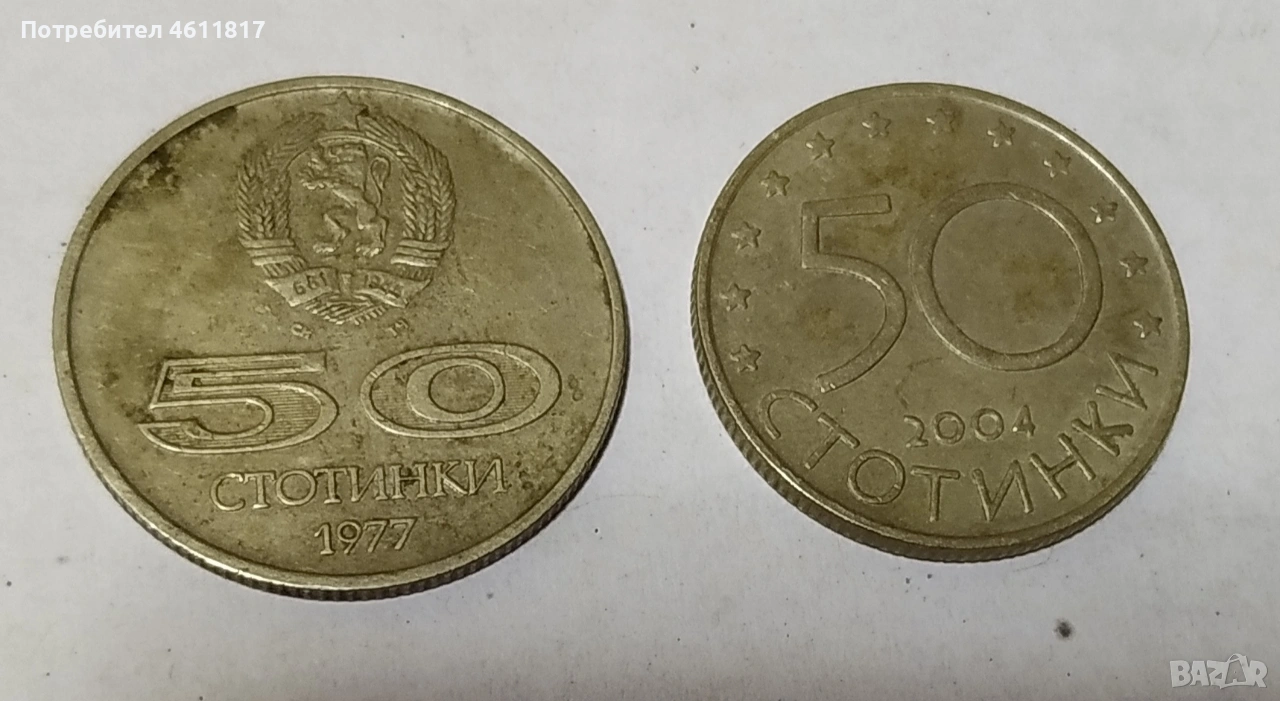 Потребител 4611817
681 1944
50
СТОТИНКИ
1977
50
2004
СТОТИНКИ
BAZAR